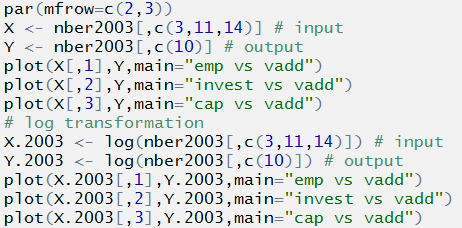 par(mfrow=c(2,3))
X <- nber2003[,c(3,11,14)] # input
Y <- nber2003[,c(10)] # output
plot(X[,1],Y,main="emp vs vadd")
plot(X[,2],Y,main="invest vs vadd")
plot(X[,3],Y,main="cap vs vadd")
# log transformation
X.2003 <- log(nber2003[,c(3,11,14)]) # input
Y.2003 <- log(nber2003[,c(10)]) # output
plot(X.2003[,1],Y.2003,main="emp vs vadd")
plot(X.2003[,2],Y.2003,main="invest vs vadd")
plot(X.2003[,3],Y.2003,main="cap vs vadd")